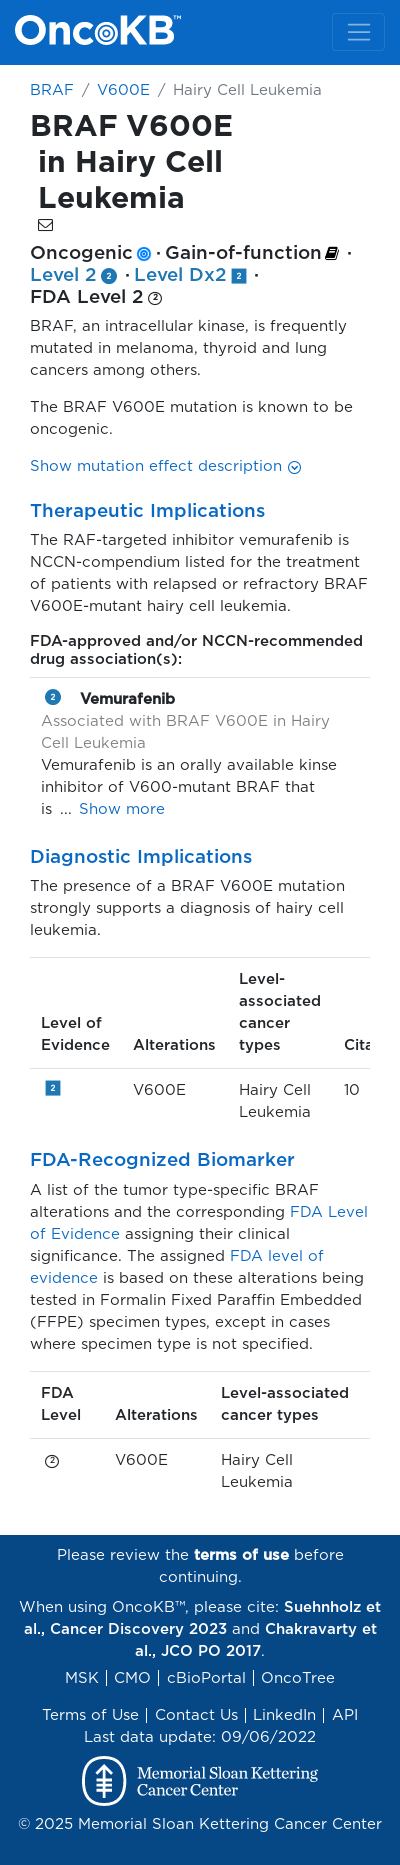 OncoKB™
BRAF / V600E / Hairy Cell Leukemia
BRAF V600E
in Hairy Cell
Leukemia
Oncogenic · Gain-of-function ·
Level 2 2 · Level Dx2 2 ·
FDA Level 2 2
BRAF, an intracellular kinase, is frequently
mutated in melanoma, thyroid and lung
cancers among others.
The BRAF V600E mutation is known to be
oncogenic.
Show mutation effect description
Therapeutic Implications
The RAF-targeted inhibitor vemurafenib is
NCCN-compendium listed for the treatment
of patients with relapsed or refractory BRAF
V600E-mutant hairy cell leukemia.
FDA-approved and/or NCCN-recommended
drug association(s):
2 Vemurafenib
Associated with BRAF V600E in Hairy
Cell Leukemia
Vemurafenib is an orally available kinse
inhibitor of V600-mutant BRAF that
is ... Show more
Diagnostic Implications
The presence of a BRAF V600E mutation
strongly supports a diagnosis of hairy cell
leukemia.
Level-
associated
Level of cancer
Evidence Alterations types Cita
2 V600E Hairy Cell 10
Leukemia
FDA-Recognized Biomarker
A list of the tumor type-specific BRAF
alterations and the corresponding FDA Level
of Evidence assigning their clinical
significance. The assigned FDA level of
evidence is based on these alterations being
tested in Formalin Fixed Paraffin Embedded
(FFPE) specimen types, except in cases
where specimen type is not specified.
FDA Level-associated
Level Alterations cancer types
2 V600E Hairy Cell
Leukemia
Please review the terms of use before
continuing.
When using OncoKB™, please cite: Suehnholz et
al., Cancer Discovery 2023 and Chakravarty et
al., JCO PO 2017.
MSK | CMO | cBioPortal | OncoTree
Terms of Use | Contact Us | LinkedIn | API
Last data update: 09/06/2022
Memorial Sloan Kettering
Cancer Center
© 2025 Memorial Sloan Kettering Cancer Center